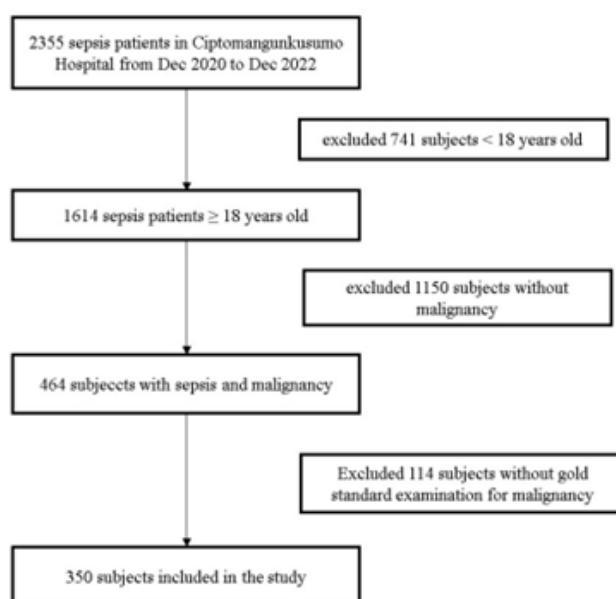 2355 sepsis patients in Ciptomangunkusumo
Hospital from Dec 2020 to Dec 2022
excluded 741 subjects < 18 years old
1614 sepsis patients ≥ 18 years old
excluded 1150 subjects without
malignancy
464 subjeccts with sepsis and malignancy
Excluded 114 subjects without gold
standard examination for malignancy
350 subjects included in the study